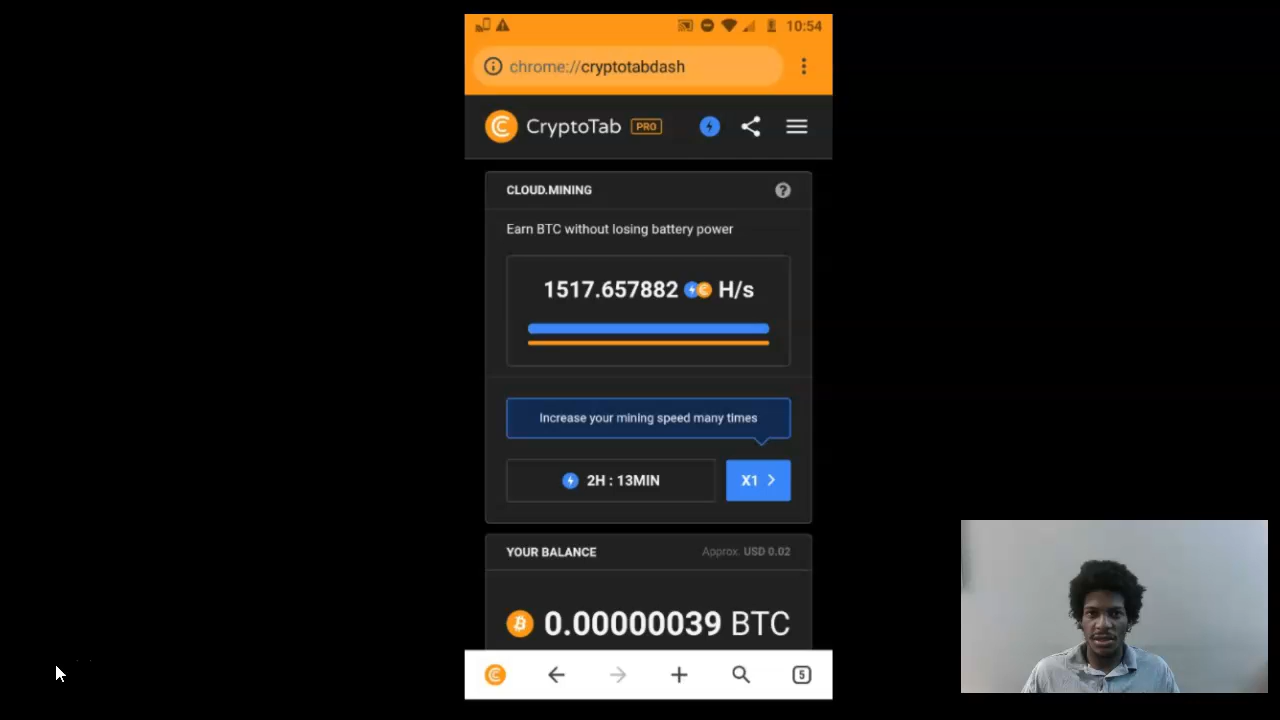 10:54
chrome://cryptotabdash
CryptoTab PRO
CLOUD.MINING
Earn BTC without losing battery power
1517.657882 H/s
Increase your mining speed many times
2H : 13MIN X1
YOUR BALANCE Approx. USD 0.02
0.00000039 BTC
5